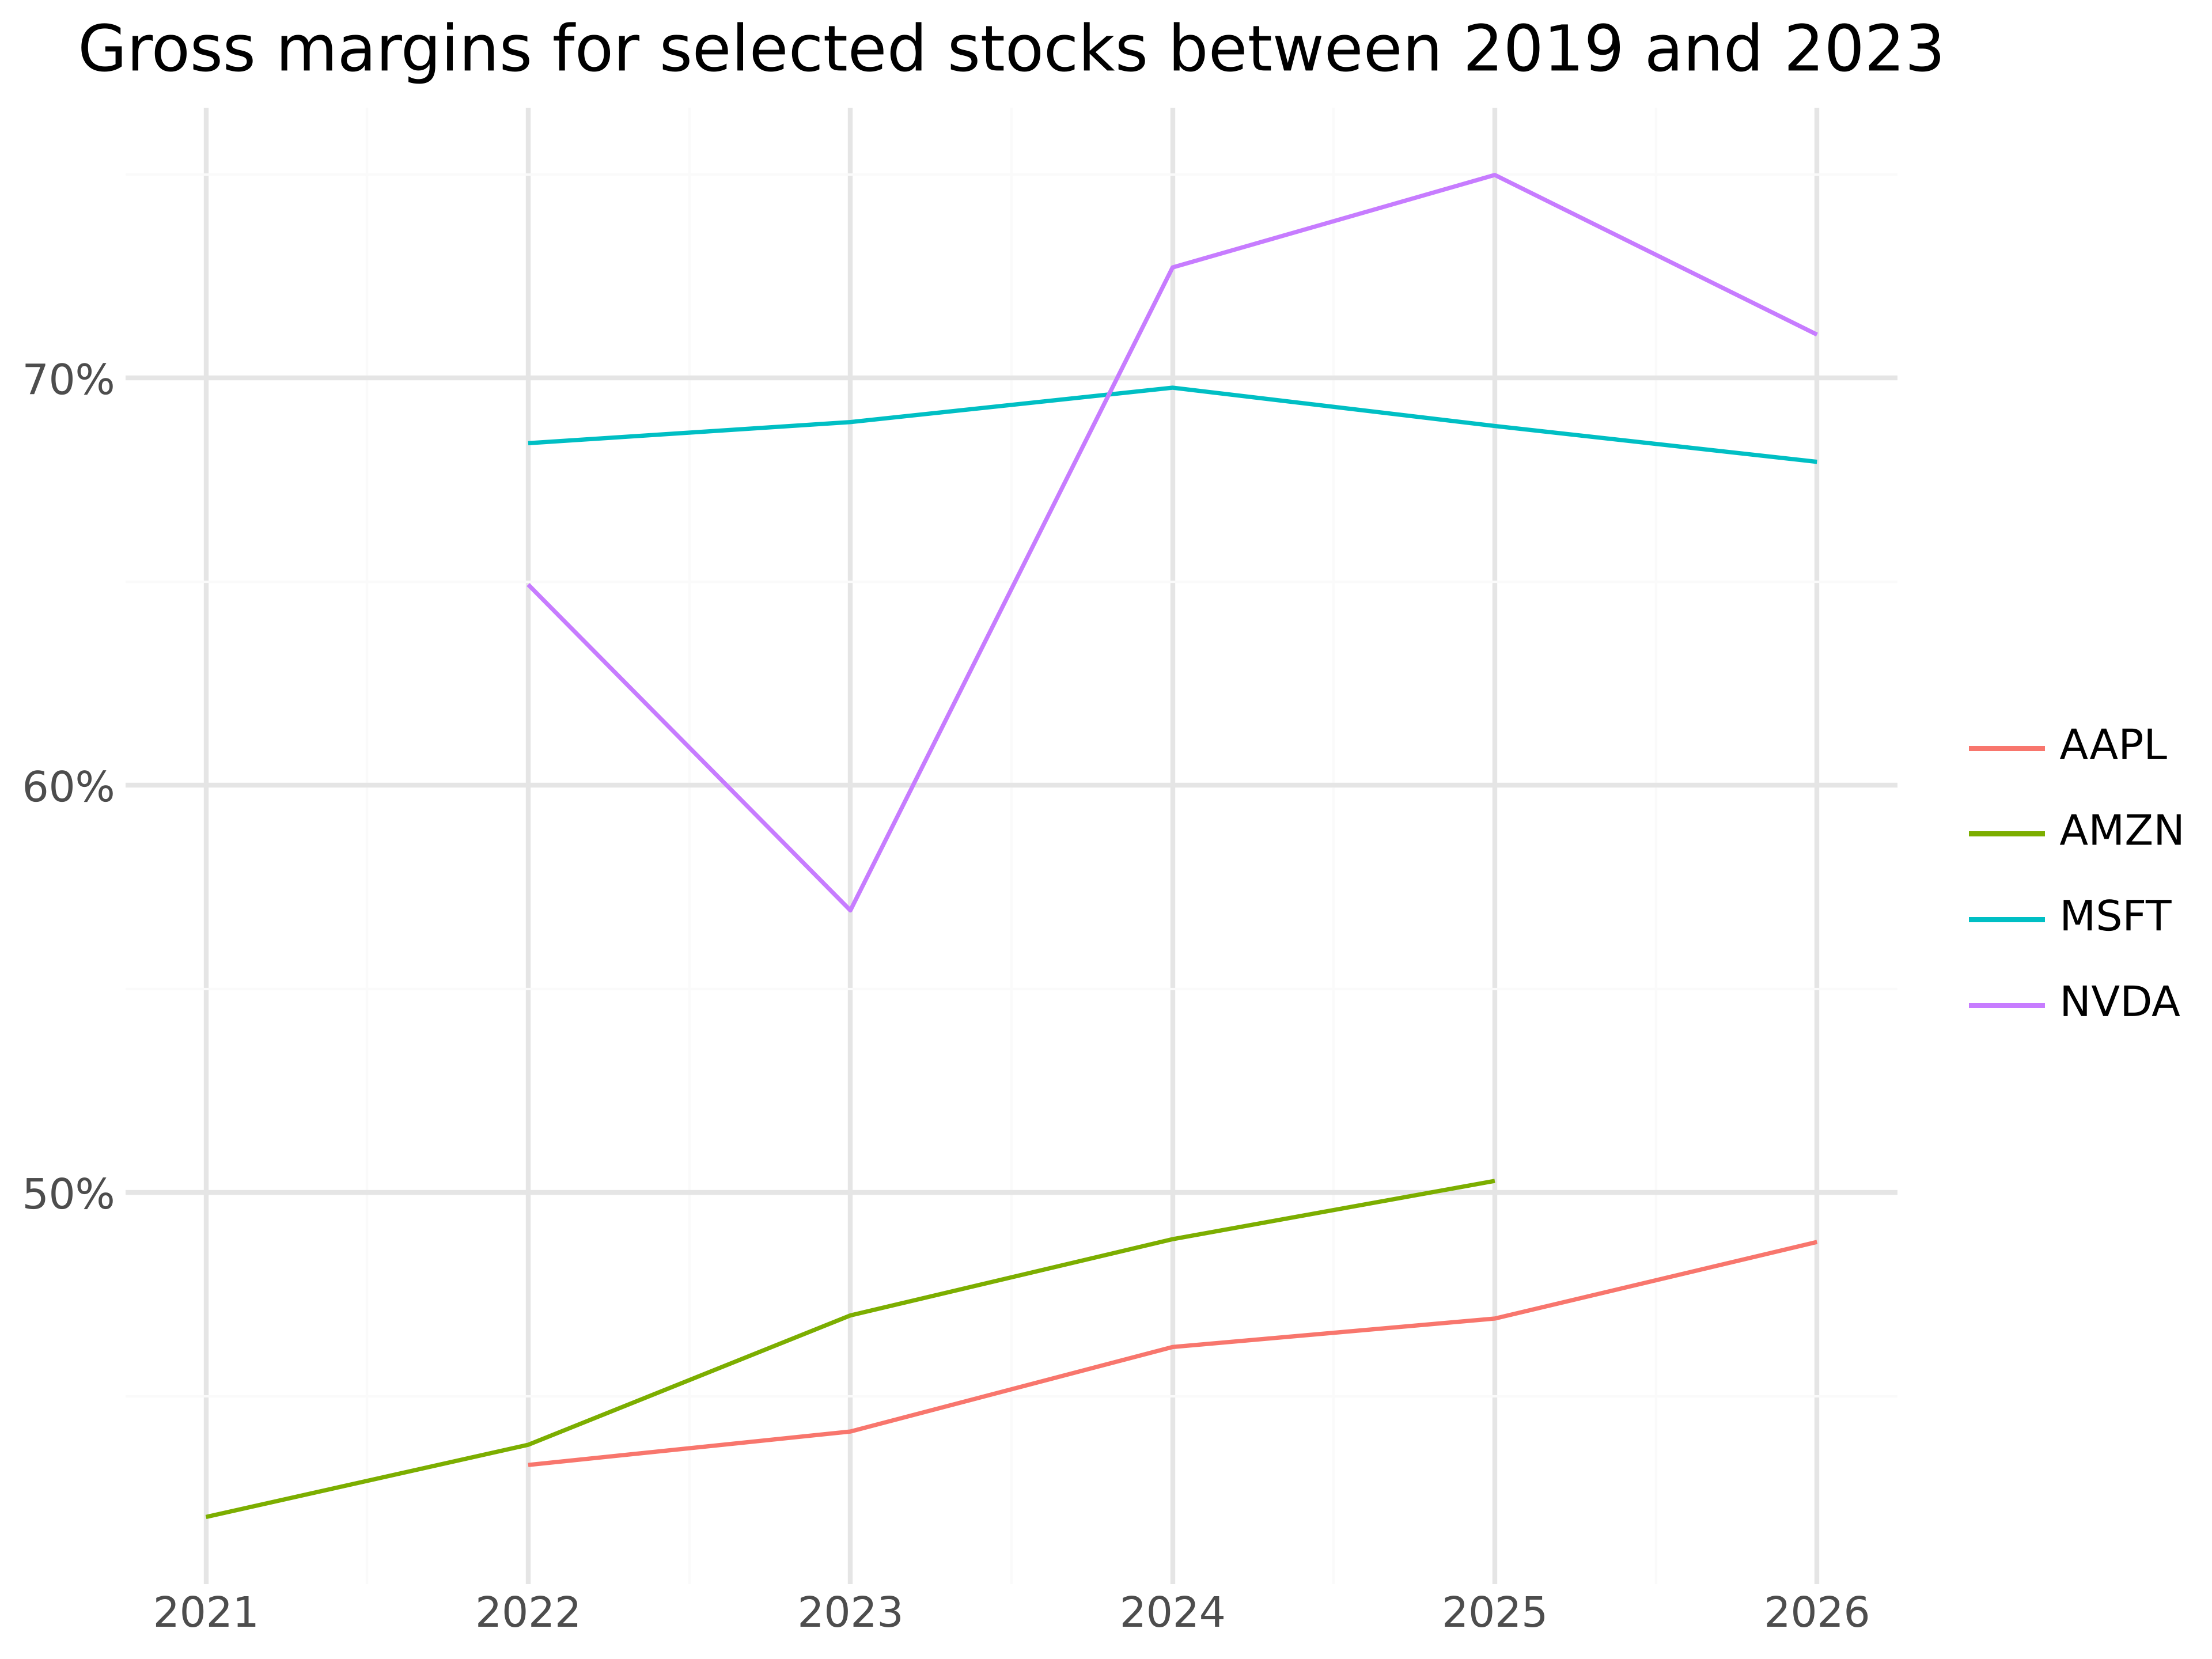 Gross margins for selected stocks between 2019 and 2023
70%
60%
50%
2021 2022 2023 2024 2025 2026
AAPL
AMZN
MSFT
NVDA